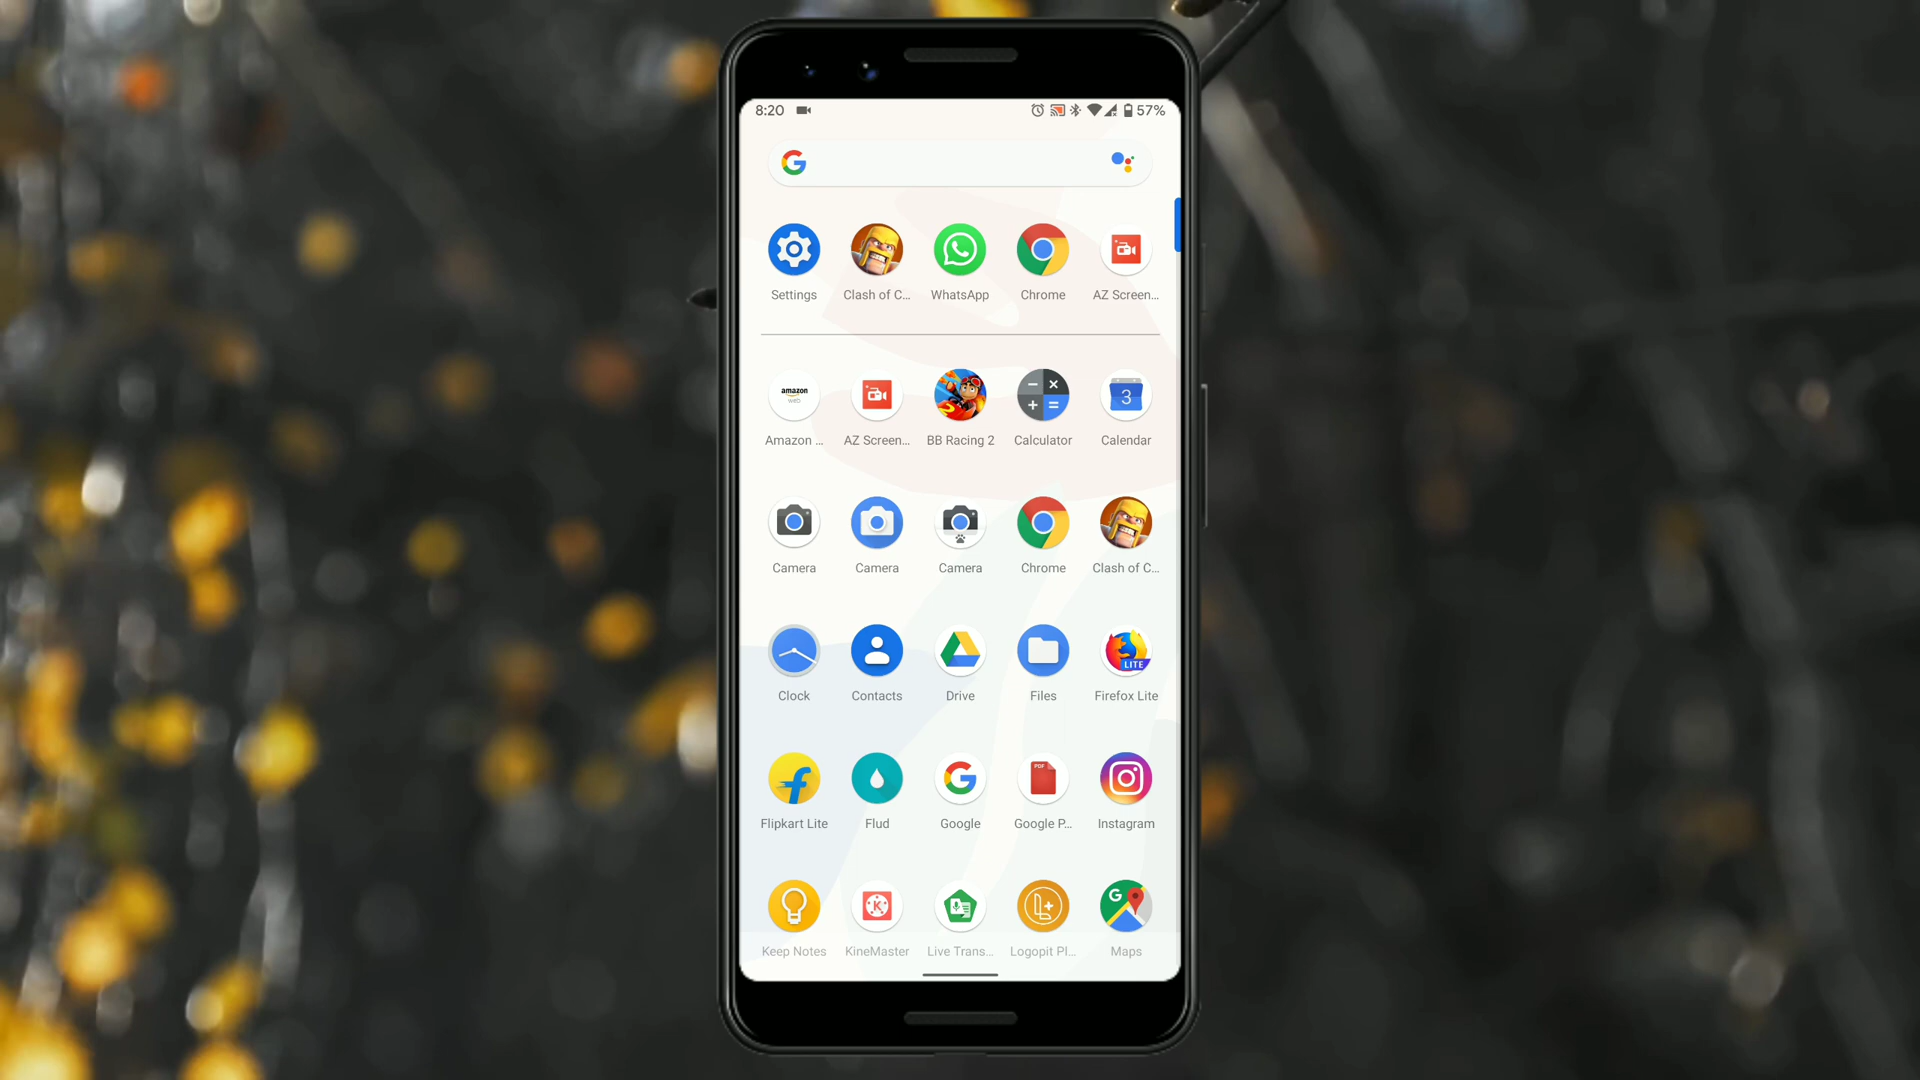 8:20 57%
Settings Clash of C... WhatsApp Chrome AZ Screen...
amazon
3
Amazon ... AZ Screen... BB Racing 2 Calculator Calendar
Camera Camera Camera Chrome Clash of C...
LITE
Clock Contacts Drive Files Firefox Lite
PDF
Flipkart Lite Flud Google Google P... Instagram
Keep Notes KineMaster Live Trans... Logopit Pl... Maps